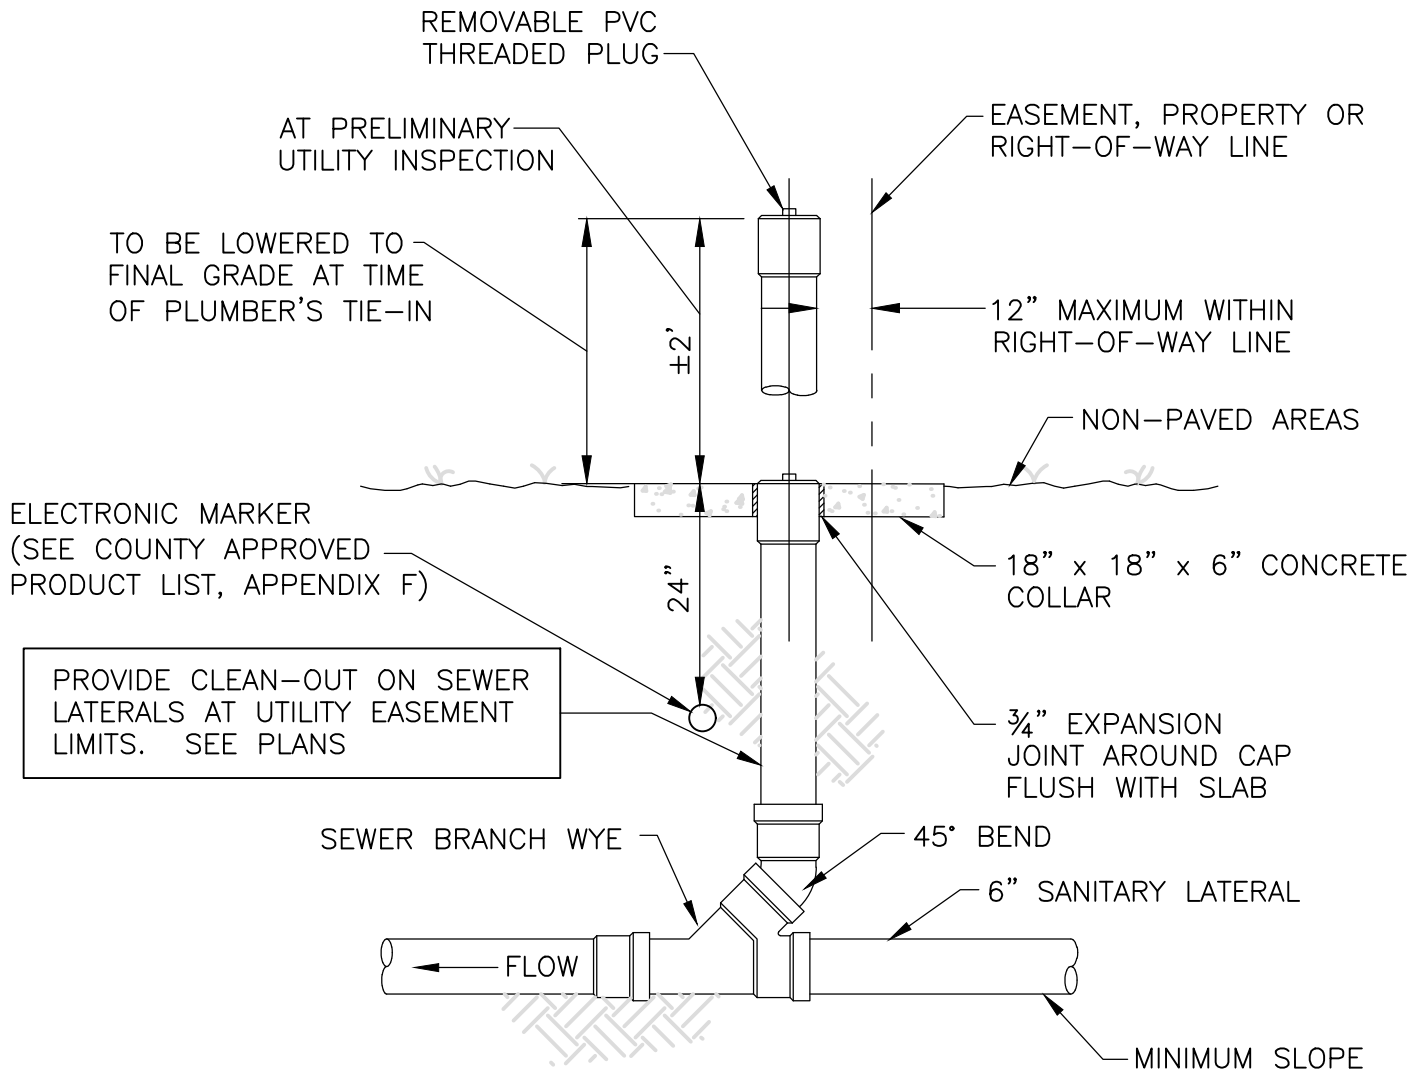 REMOVABLE PVC
THREADED PLUG
AT PRELIMINARY
UTILITY INSPECTION
EASEMENT, PROPERTY OR
RIGHT-OF-WAY LINE
TO BE LOWERED TO
FINAL GRADE AT TIME
OF PLUMBER'S TIE-IN
±2'
12" MAXIMUM WITHIN
RIGHT-OF-WAY LINE
NON-PAVED AREAS
ELECTRONIC MARKER
(SEE COUNTY APPROVED
PRODUCT LIST, APPENDIX F)
24"
18" x 18" x 6" CONCRETE
COLLAR
PROVIDE CLEAN-OUT ON SEWER
LATERALS AT UTILITY EASEMENT
LIMITS. SEE PLANS
¾" EXPANSION
JOINT AROUND CAP
FLUSH WITH SLAB
SEWER BRANCH WYE
45° BEND
6" SANITARY LATERAL
FLOW
MINIMUM SLOPE